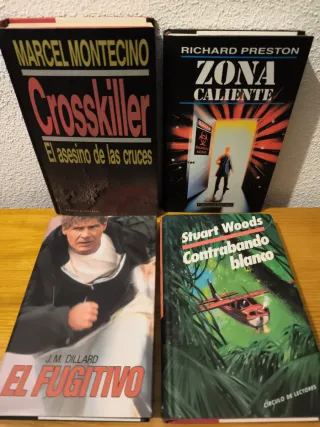 MARCEL MONTECINO
Crosskiller
El asesino de las cruces
RICHARD PRESTON
ZONA
CALIENTE
J. M. DILLARD
EL FUGITIVO
Stuart Woods
Contrabando
blanco
CÍRCULO DE LECTORES